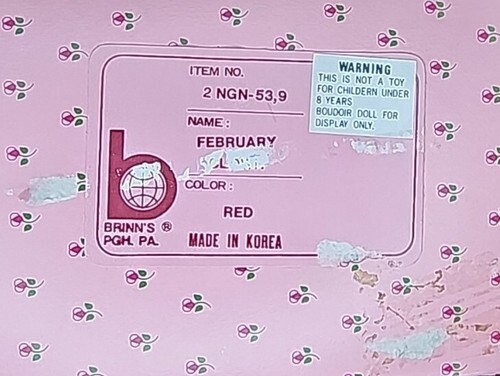 ITEM NO.
2 NGN-53,9
NAME:
FEBRUARY
COLOR:
RED
MADE IN KOREA
b
BRINN'S ®
PGH. PA.
WARNING
THIS IS NOT A TOY
FOR CHILDERN UNDER
8 YEARS
BOUDOIR DOLL FOR
DISPLAY ONLY.